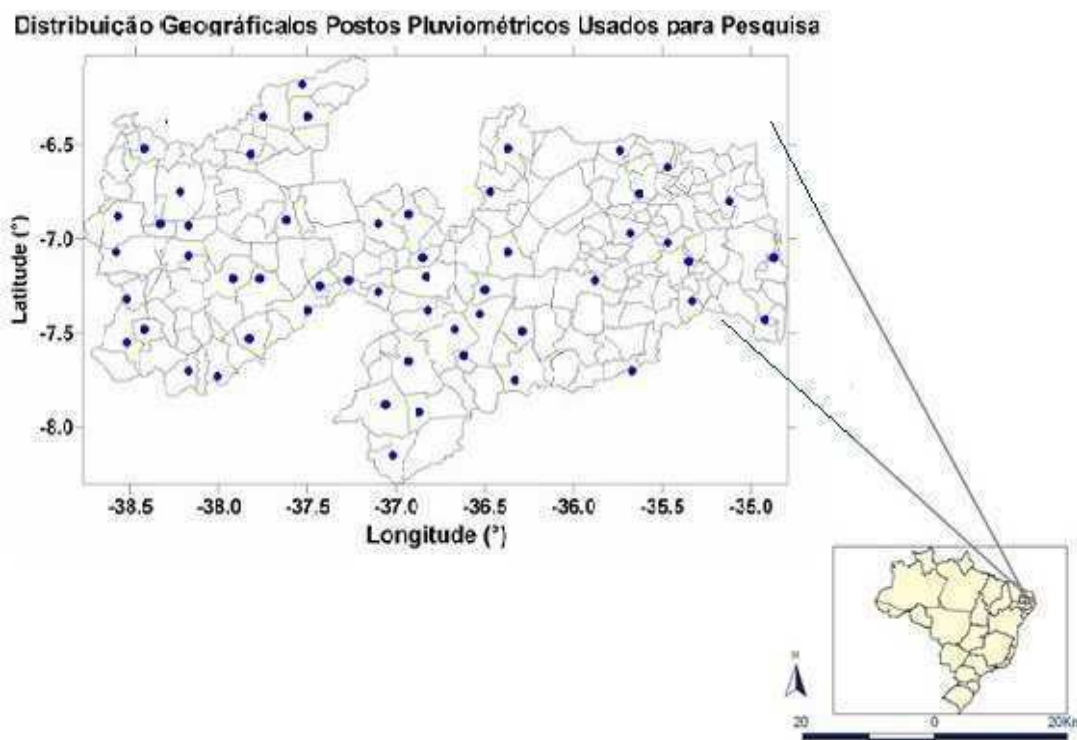 Distribuição Geográficalos Postos Pluviométricos Usados para Pesquisa
Latitude (°)
-6.5
-7.0
-7.5
-8.0
-38.5 -38.0 -37.5 -37.0 -36.5 -36.0 -35.5 -35.0
Longitude (°)
N
20 0 20Km